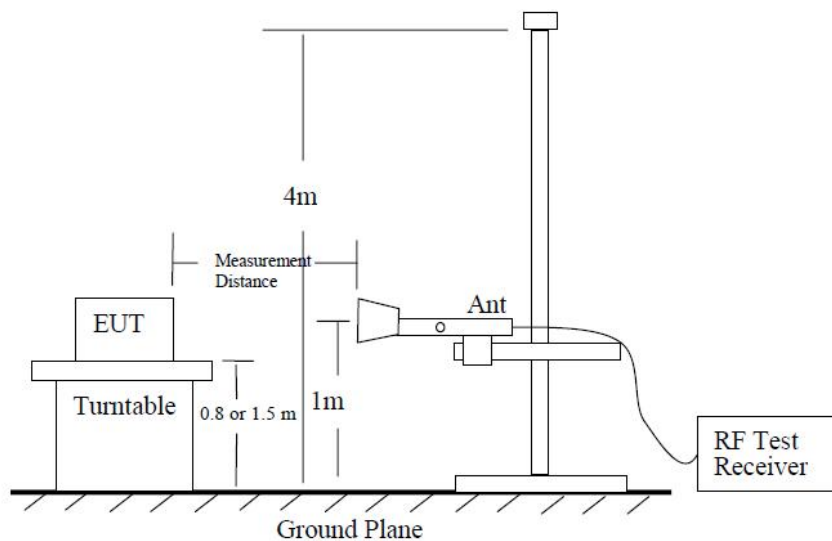 4m
Measurement
Distance
EUT
Ant
Turntable
0.8 or 1.5 m
1m
RF Test
Receiver
Ground Plane